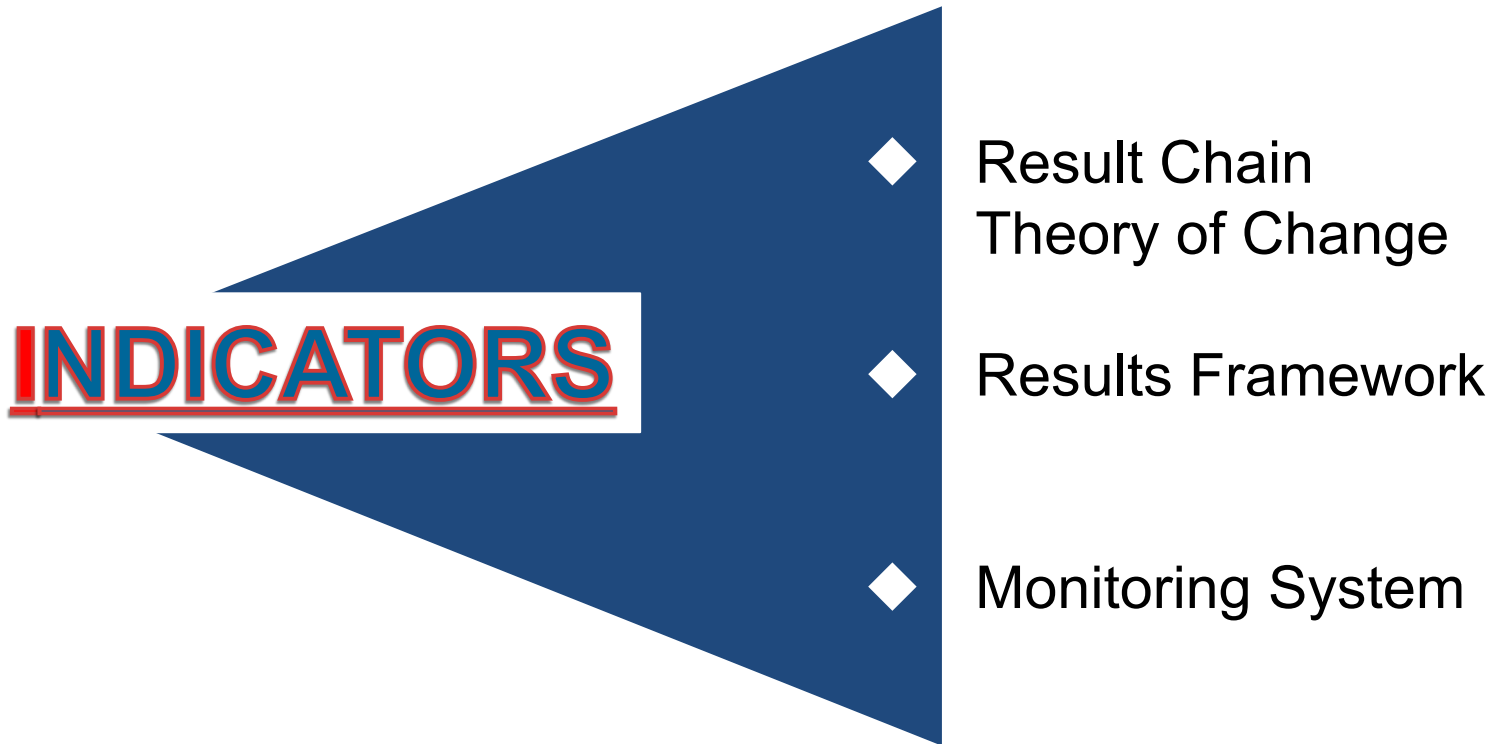 INDICATORS
Result Chain
Theory of Change
Results Framework
Monitoring System